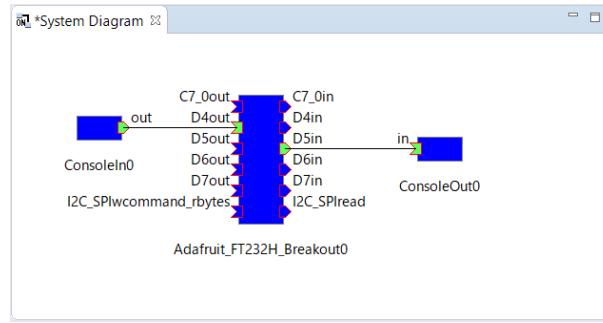 *System Diagram
C7_0out C7_0in
out D4out D4in
D5out D5in in
D6out D6in
ConsoleIn0
D7out D7in
ConsoleOut0
I2C_SPIwcommand_rbytes I2C_SPIread
Adafruit_FT232H_Breakout0